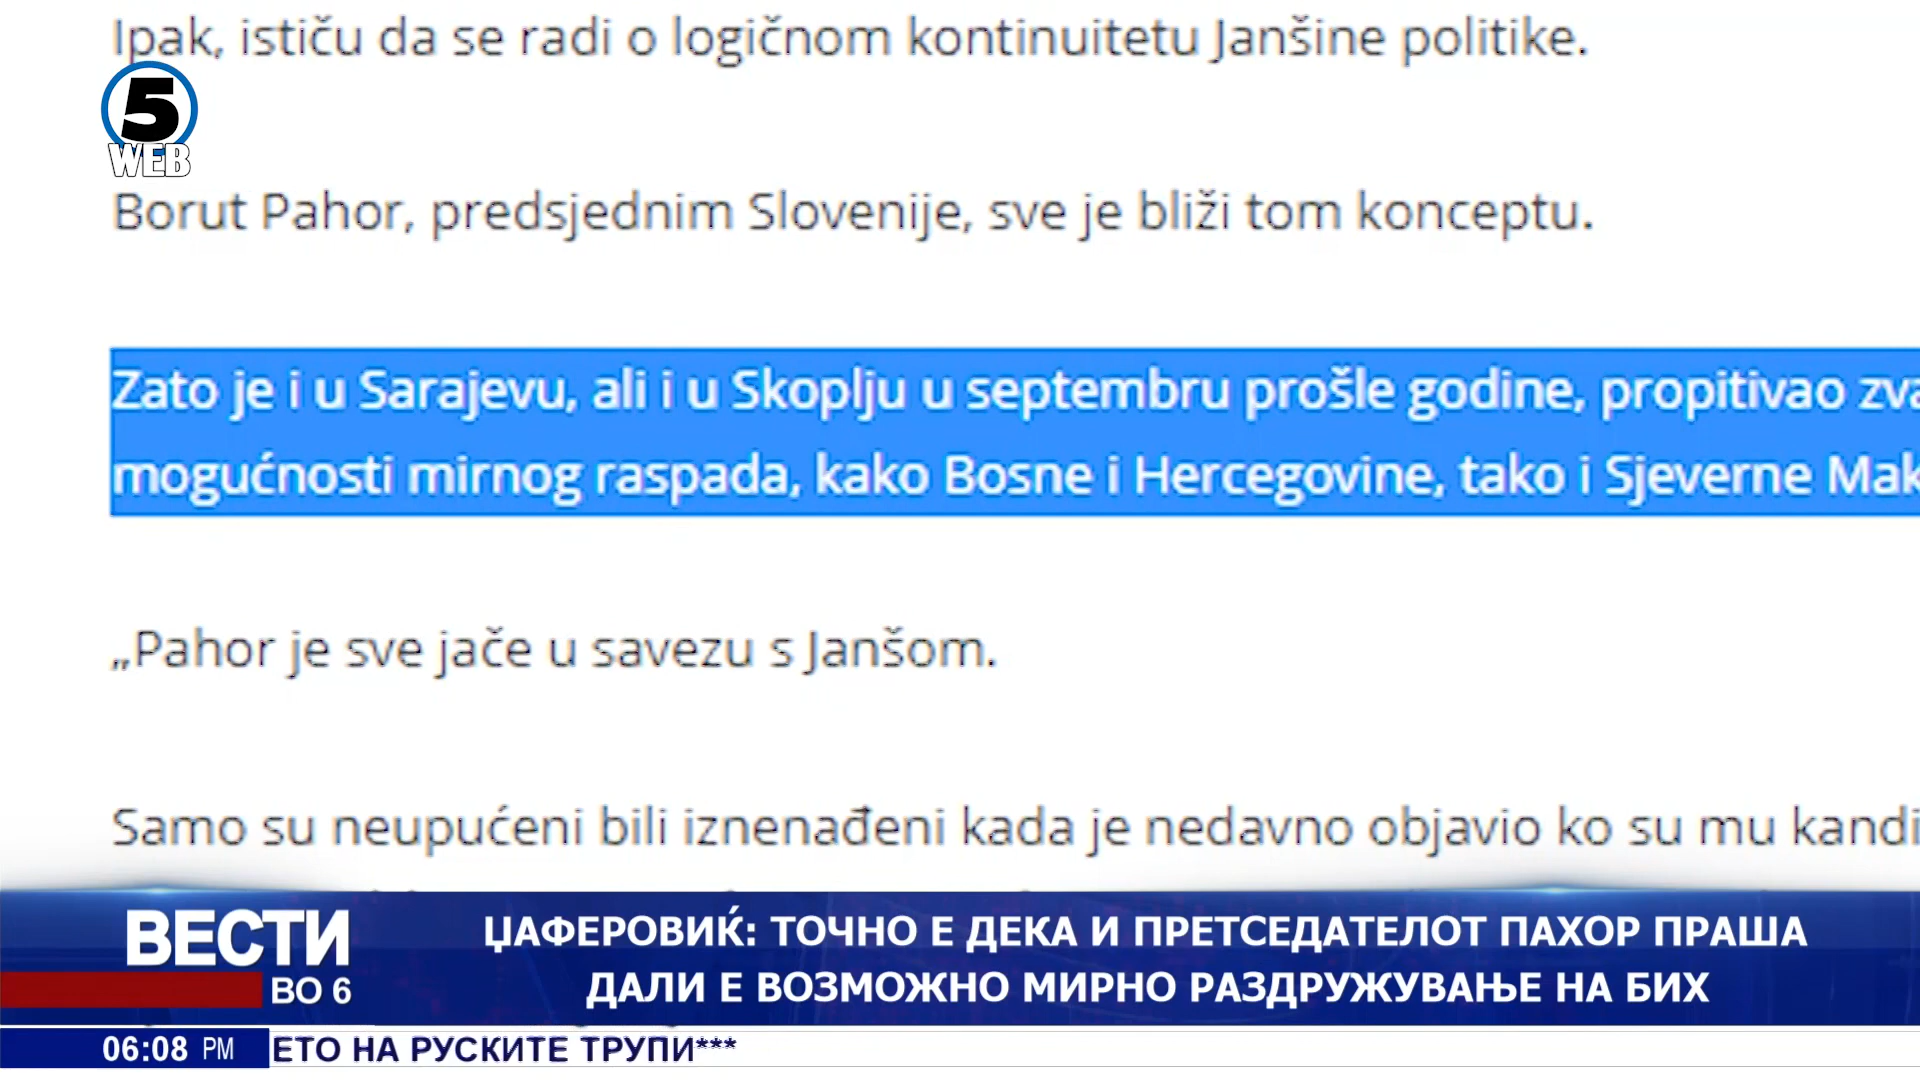 Ipak, ističu da se radi o logičnom kontinuitetu Janšine politike.
5
WEB
Borut Pahor, predsjednim Slovenije, sve je bliži tom konceptu.
Zato je i u Sarajevu, ali i u Skoplju u septembru prošle godine, propitivao zva
mogućnosti mirnog raspada, kako Bosne i Hercegovine, tako i Sjeverne Mak
„Pahor je sve jače u savezu s Janšom.
Samo su neupućeni bili iznenađeni kada je nedavno objavio ko su mu kandi
ВЕСТИ
ВО 6
ЏАФЕРОВИЌ: ТОЧНО Е ДЕКА И ПРЕТСЕДАТЕЛОТ ПАХОР ПРАША
ДАЛИ Е ВОЗМОЖНО МИРНО РАЗДРУЖУВАЊЕ НА БИХ
06:08 PM
ЕТО НА РУСКИТЕ ТРУПИ***